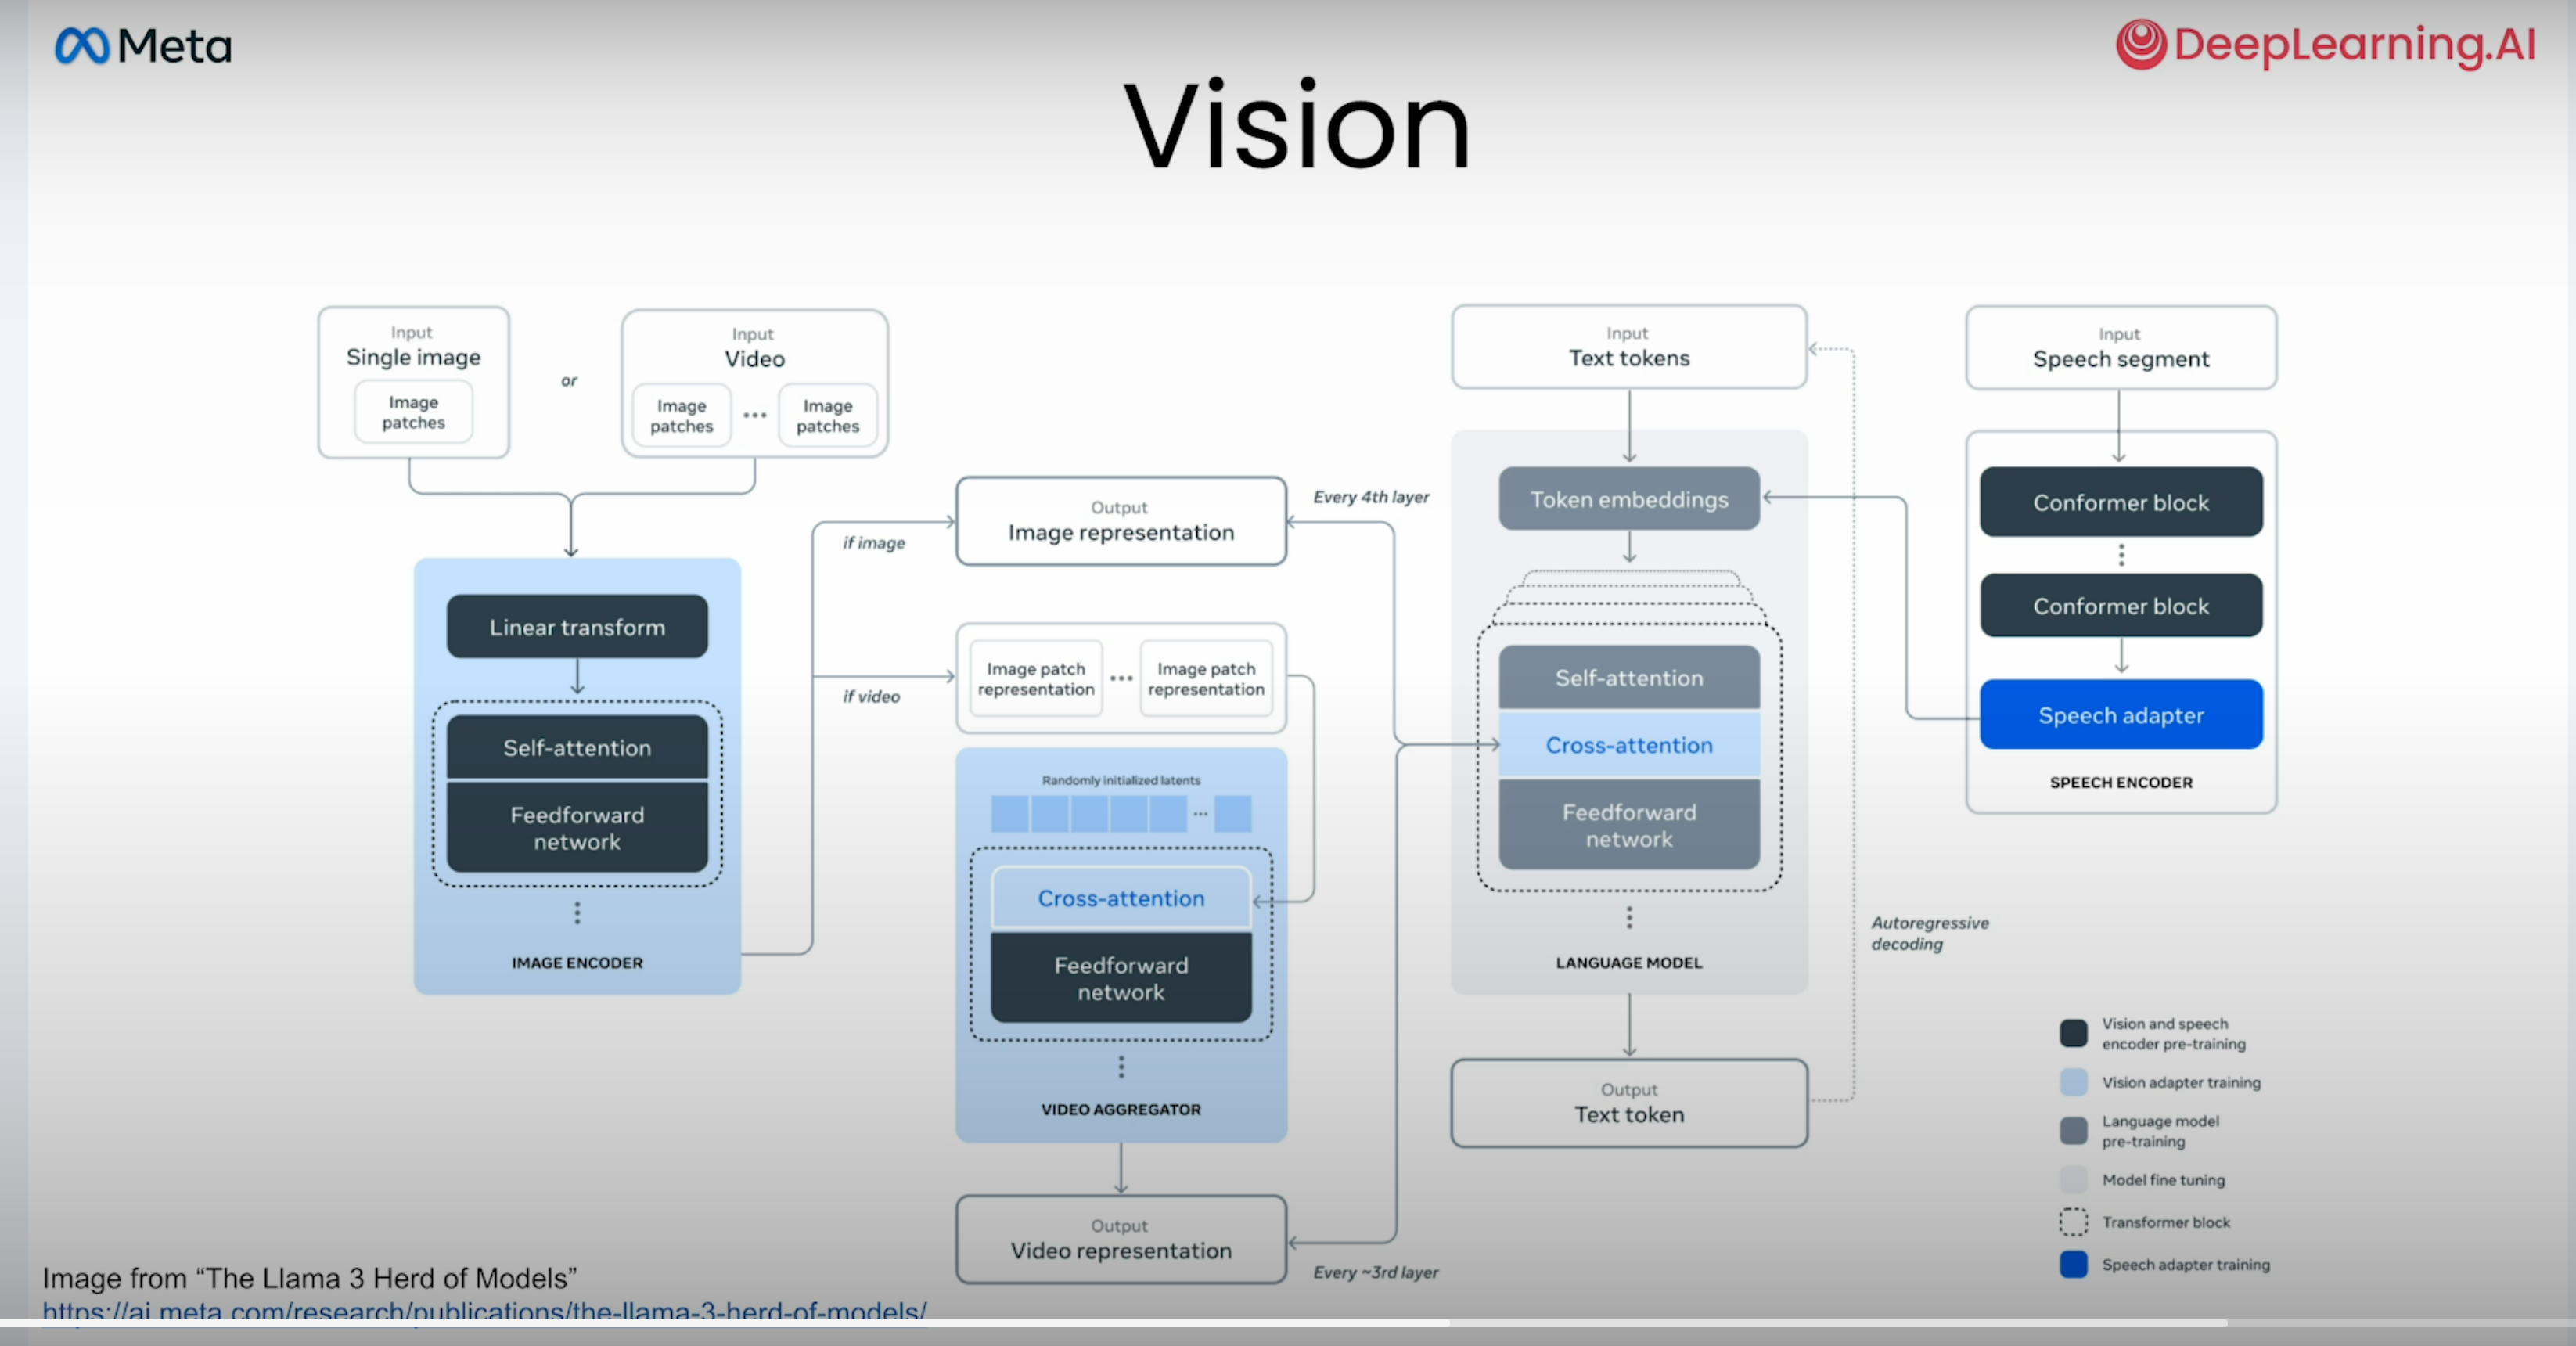 Meta
DeepLearning.AI
Vision
Input
Single image
Image
patches
or
Input
Video
Image
patches
...
Image
patches
Linear transform
Self-attention
Feedforward
network
IMAGE ENCODER
if image
if video
Output
Image representation
Image patch
representation
...
Image patch
representation
Randomly initialized latents
...
Cross-attention
Feedforward
network
VIDEO AGGREGATOR
Output
Video representation
Every 4th layer
Every ~3rd layer
Input
Text tokens
Token embeddings
Self-attention
Cross-attention
Feedforward
network
LANGUAGE MODEL
Output
Text token
Autoregressive
decoding
Input
Speech segment
Conformer block
Conformer block
Speech adapter
SPEECH ENCODER
Vision and speech
encoder pre-training
Vision adapter training
Language model
pre-training
Model fine tuning
Transformer block
Speech adapter training
Image from “The Llama 3 Herd of Models”
https://ai.meta.com/research/publications/the-llama-3-herd-of-models/